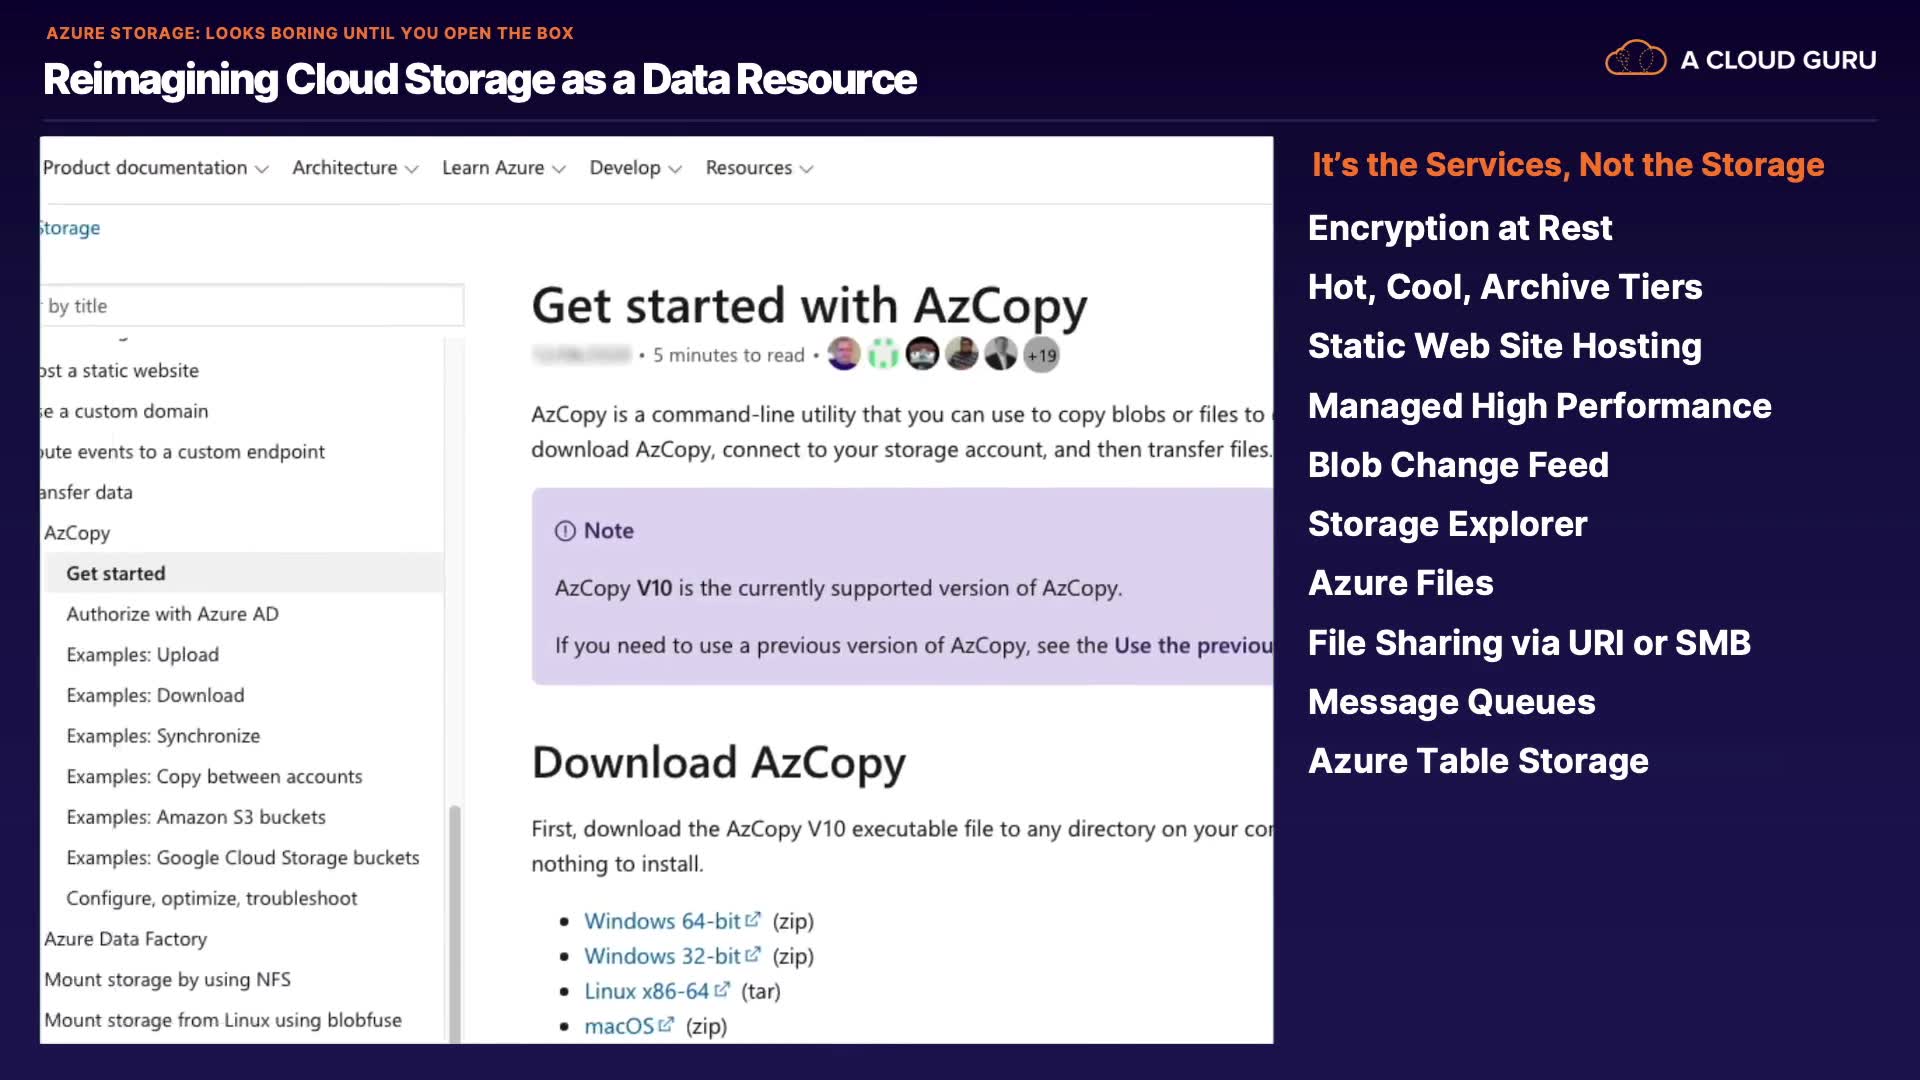 AZURE STORAGE: LOOKS BORING UNTIL YOU OPEN THE BOX
Reimagining Cloud Storage as a Data Resource
A CLOUD GURU
Product documentation
Architecture
Learn Azure
Develop
Resources
Storage
by title
ost a static website
se a custom domain
oute events to a custom endpoint
ansfer data
AzCopy
Get started
Authorize with Azure AD
Examples: Upload
Examples: Download
Examples: Synchronize
Examples: Copy between accounts
Examples: Amazon S3 buckets
Examples: Google Cloud Storage buckets
Configure, optimize, troubleshoot
Azure Data Factory
Mount storage by using NFS
Mount storage from Linux using blobfuse
Get started with AzCopy
• 5 minutes to read •
+19
AzCopy is a command-line utility that you can use to copy blobs or files to
download AzCopy, connect to your storage account, and then transfer files.
Note
AzCopy V10 is the currently supported version of AzCopy.
If you need to use a previous version of AzCopy, see the Use the previou
Download AzCopy
First, download the AzCopy V10 executable file to any directory on your cor
nothing to install.
• Windows 64-bit (zip)
• Windows 32-bit (zip)
• Linux x86-64 (tar)
• macOS (zip)
It's the Services, Not the Storage
Encryption at Rest
Hot, Cool, Archive Tiers
Static Web Site Hosting
Managed High Performance
Blob Change Feed
Storage Explorer
Azure Files
File Sharing via URI or SMB
Message Queues
Azure Table Storage